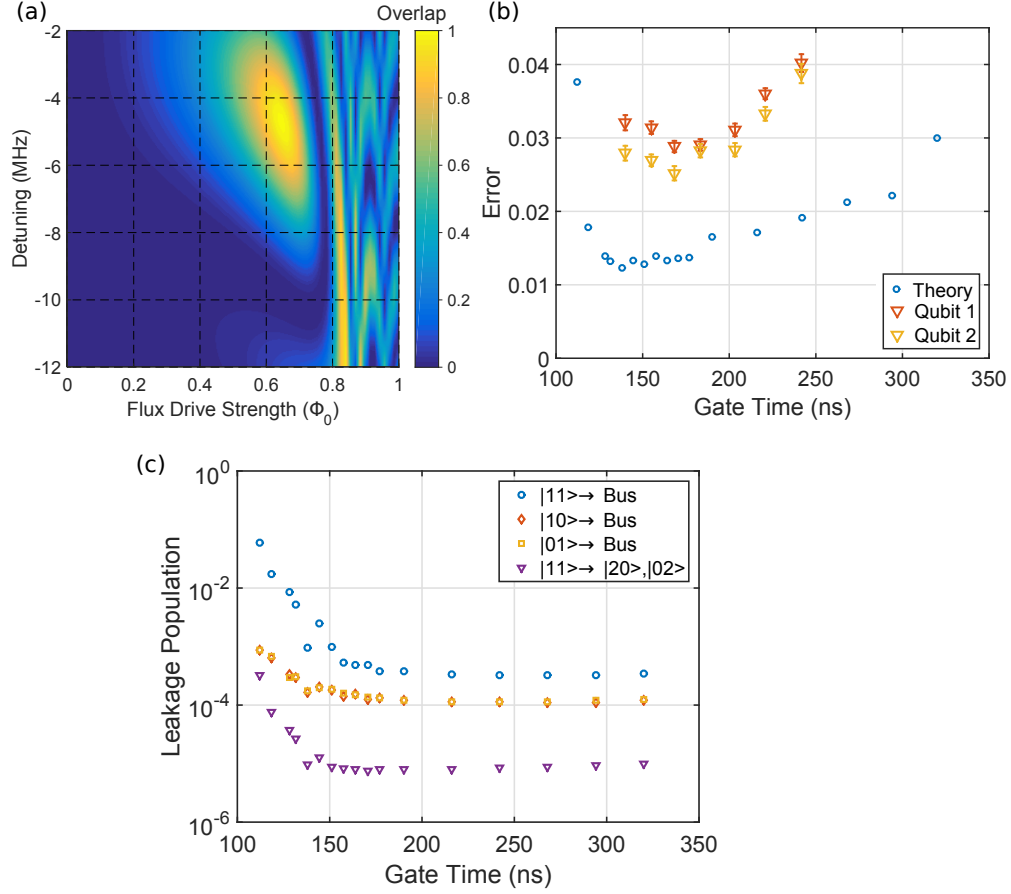 (a)
Overlap
-2
-4
-6
-8
-10
-12
Detuning (MHz)
0
0.2
0.4
0.6
0.8
1
Flux Drive Strength (Φ0)
1
0.8
0.6
0.4
0.2
0
(b)
0.04
0.03
0.02
0.01
0
Error
100
150
200
250
300
350
Gate Time (ns)
Theory
Qubit 1
Qubit 2
(c)
10^0
10^-2
10^-4
10^-6
Leakage Population
|11>→ Bus
|10>→ Bus
|01>→ Bus
|11>→ |20>,|02>
100
150
200
250
300
350
Gate Time (ns)